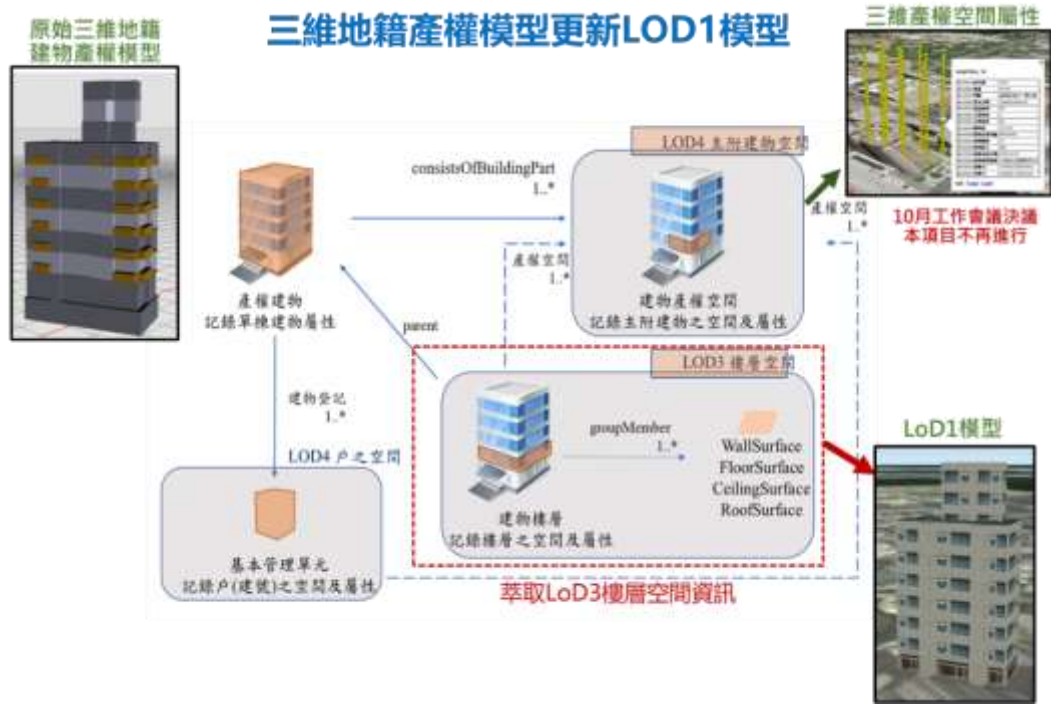 三維地籍產權模型更新LOD1模型
原始三維地籍
建物產權模型
三維產權空間屬性
LOD4 主附建物空間
consistsOfBuildingPart
1..*
產權空間
1..*
10月工作會議決議
本項目不再進行
產權空間
1..*
產權建物
記錄單棟建物屬性
建物產權空間
記錄主附建物之空間及屬性
parent
LOD3 樓層空間
建物登記
1..*
groupMember
1..*
WallSurface
FloorSurface
CeilingSurface
RoofSurface
LoD1模型
LOD4 戶之空間
建物樓層
記錄樓層之空間及屬性
基本管理單元
記錄戶(建號)之空間及屬性
萃取LoD3樓層空間資訊